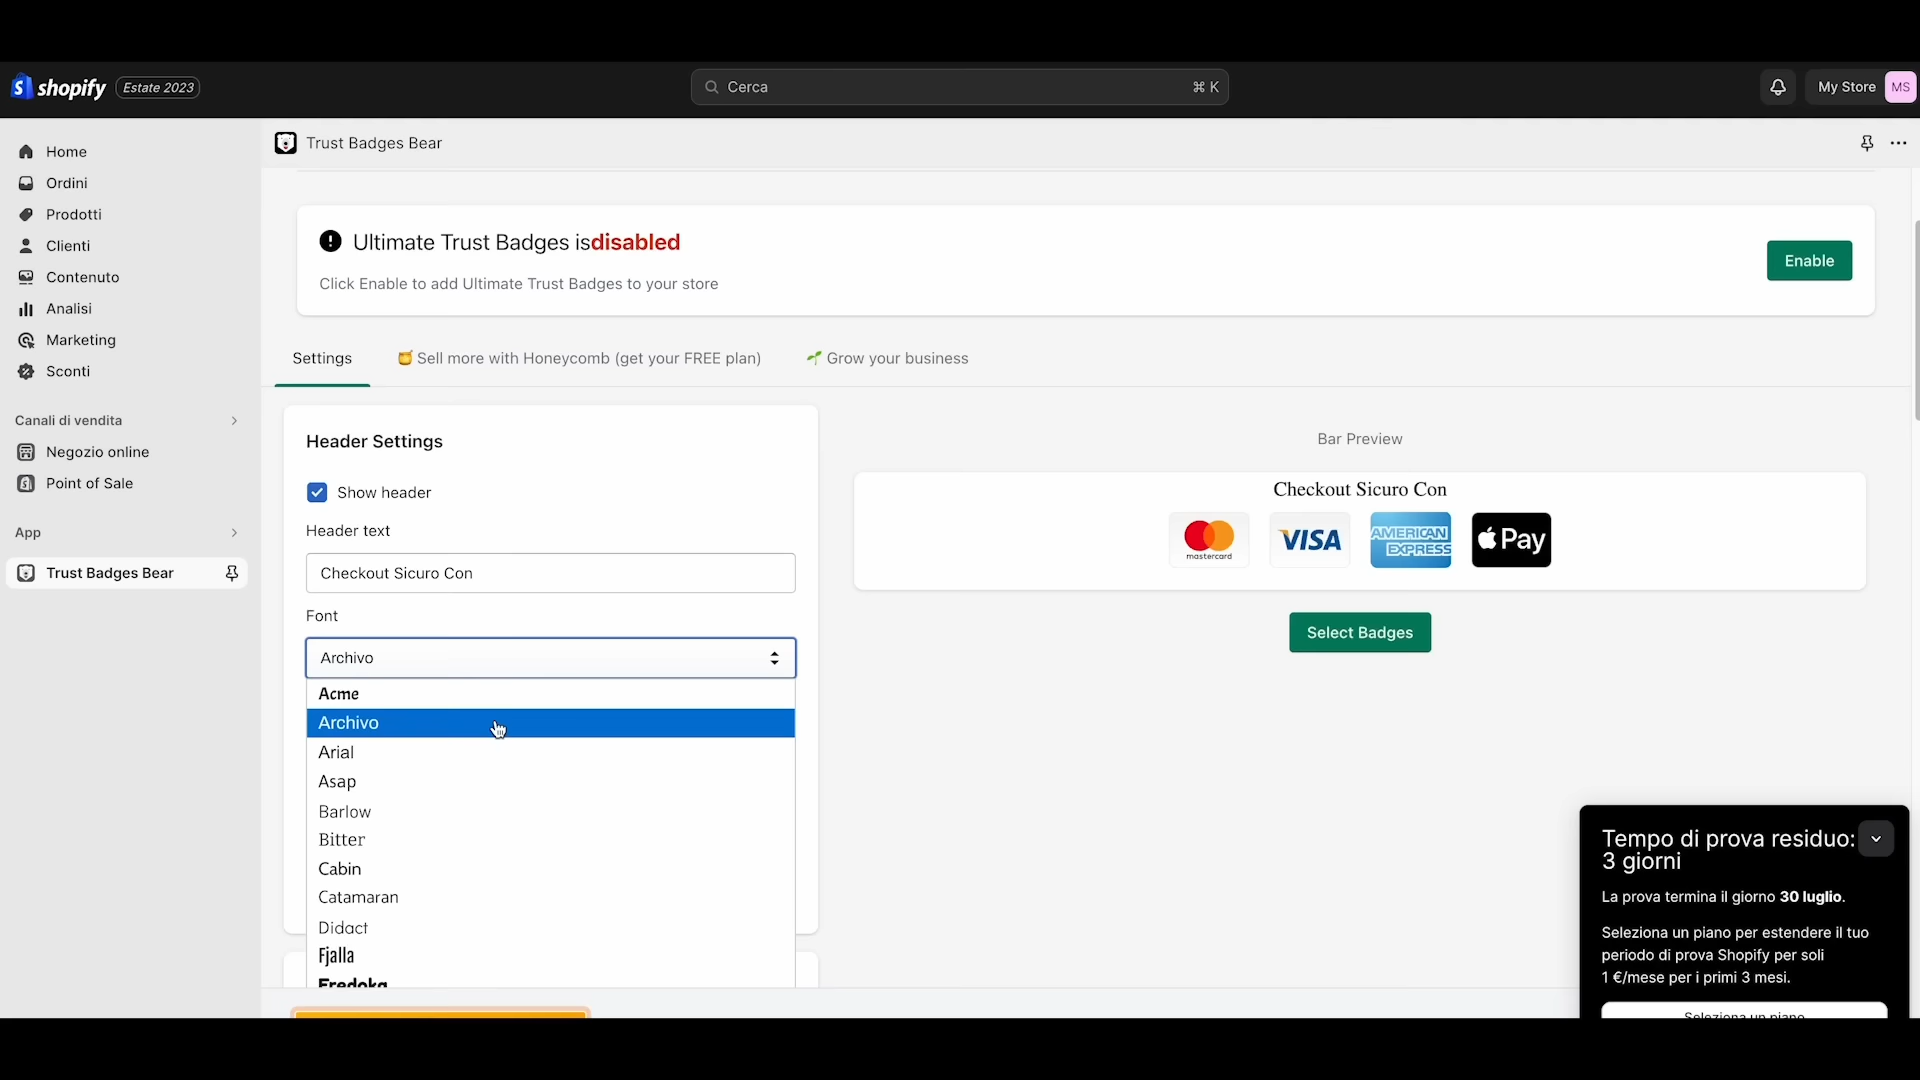 shopify
Estate 2023
Cerca
⌘ K
My Store
MS
Home
Ordini
Prodotti
Clienti
Contenuto
Analisi
Marketing
Sconti
Canali di vendita
Negozio online
Point of Sale
App
Trust Badges Bear
Trust Badges Bear
Ultimate Trust Badges isdisabled
Click Enable to add Ultimate Trust Badges to your store
Enable
Settings
Sell more with Honeycomb (get your FREE plan)
Grow your business
Header Settings
Show header
Header text
Checkout Sicuro Con
Font
Archivo
Acme
Archivo
Arial
Asap
Barlow
Bitter
Cabin
Catamaran
Didact
Fjalla
Fredoka
Bar Preview
Checkout Sicuro Con
mastercard
VISA
AMERICAN
EXPRESS
Pay
Select Badges
Tempo di prova residuo:
3 giorni
La prova termina il giorno 30 luglio.
Seleziona un piano per estendere il tuo
periodo di prova Shopify per soli
1 €/mese per i primi 3 mesi.
Seleziona un piano